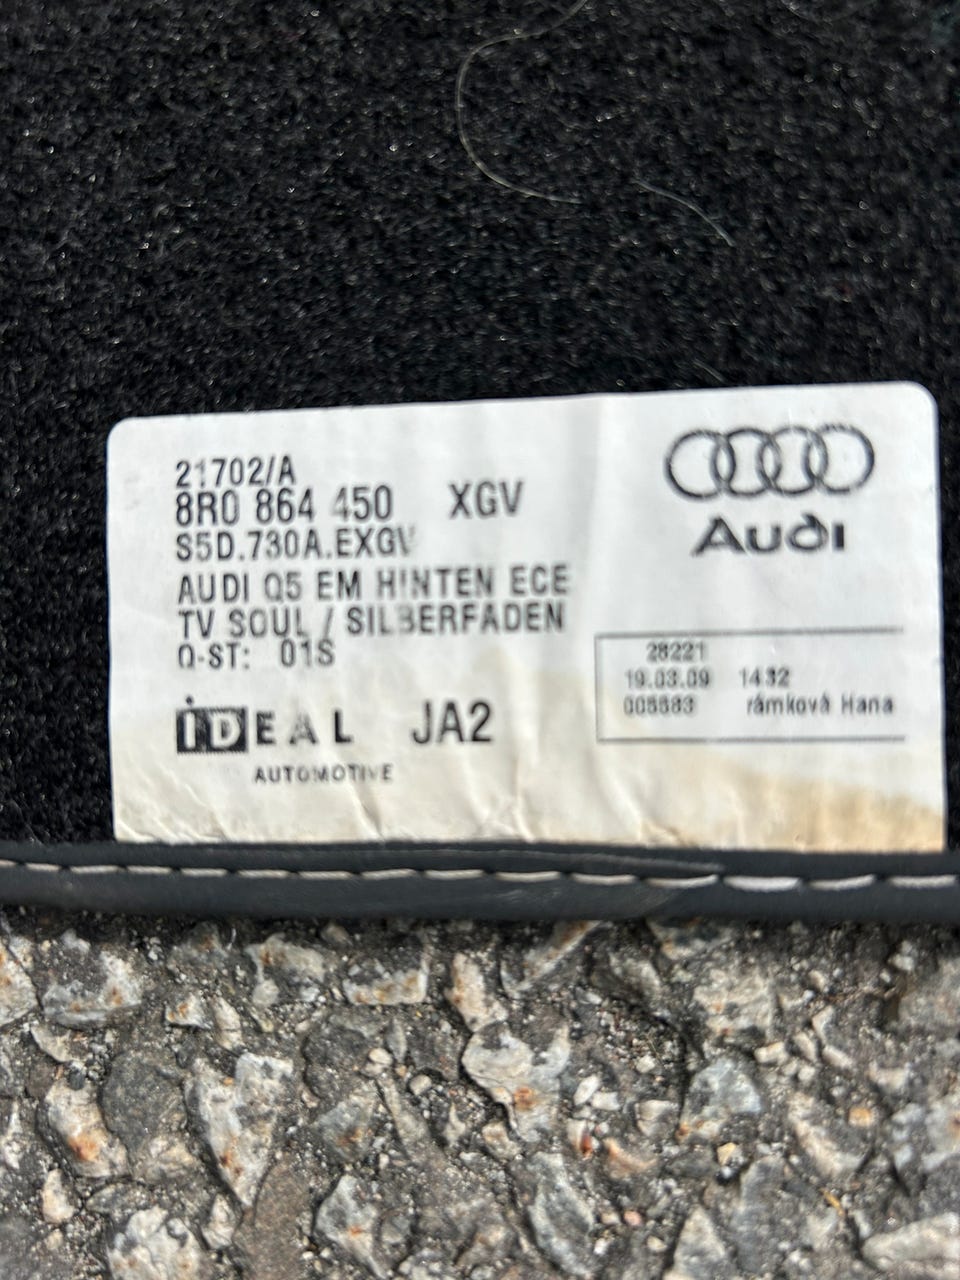 21702/A
8R0 864 450 XGV
S5D.730A.EXGV
AUDI Q5 EM HINTEN ECE
TV SOUL / SILBERFADEN
Q-ST: 01S
iDEAL JA2
AUTOMOTIVE
Audi
28221
19.03.09 1432
005583 rámková Hana